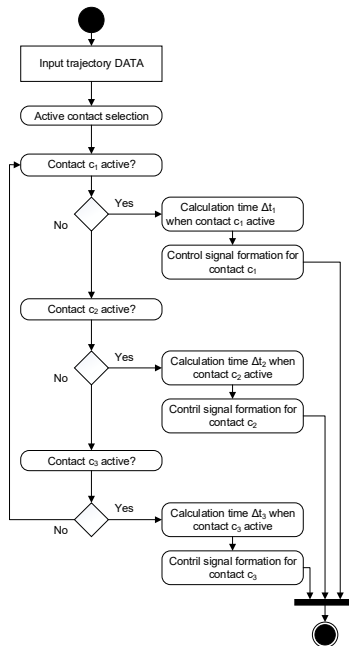 Input trajectory DATA
Active contact selection
Contact c₁ active?
Yes
No
Calculation time Δt₁
when contact c₁ active
Control signal formation for
contact c₁
Contact c₂ active?
Yes
No
Calculation time Δt₂ when
contact c₂ active
Contril signal formation for
contact c₂
Contact c₃ active?
Yes
No
Calculation time Δt₃ when
contact c₃ active
Contril signal formation for
contact c₃